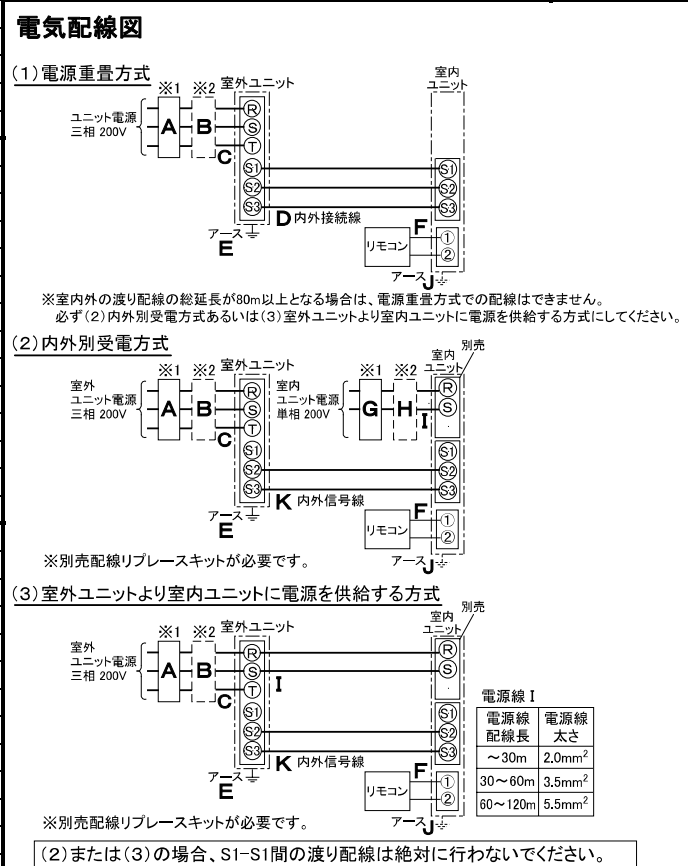 電気配線図
(1)電源重畳方式
※1 ※2 室外ユニット
室内
ユニット
ユニット電源
三相 200V
A B
R
S
T
C
S1
S2
S3
S1
S2
S3
D 内外接続線
アース
E
リモコン
F
①
②
アース J
※室内外の渡り配線の総延長が80m以上となる場合は、電源重畳方式での配線はできません。
必ず(2)内外別受電方式あるいは(3)室外ユニットより室内ユニットに電源を供給する方式にしてください。
(2)内外別受電方式
※1 ※2 室外ユニット
※1 ※2
室内
ユニット
別売
室外
ユニット電源
三相 200V
A B
R
S
T
C
S1
S2
S3
室内
ユニット電源
単相 200V
G H
I
R
S
S1
S2
S3
K 内外信号線
アース
E
リモコン
F
①
②
アース J
※別売配線リプレースキットが必要です。
(3)室外ユニットより室内ユニットに電源を供給する方式
※1 ※2 室外ユニット
室内
ユニット
別売
室外
ユニット電源
三相 200V
A B
R
S
T
C
I
S1
S2
S3
R
S
S1
S2
S3
K 内外信号線
アース
E
リモコン
F
①
②
アース J
電源線 I
電源線
配線長
電源線
太さ
～30m 2.0mm²
30～60m 3.5mm²
60～120m 5.5mm²
※別売配線リプレースキットが必要です。
(2)または(3)の場合、S1-S1間の渡り配線は絶対に行わないでください。